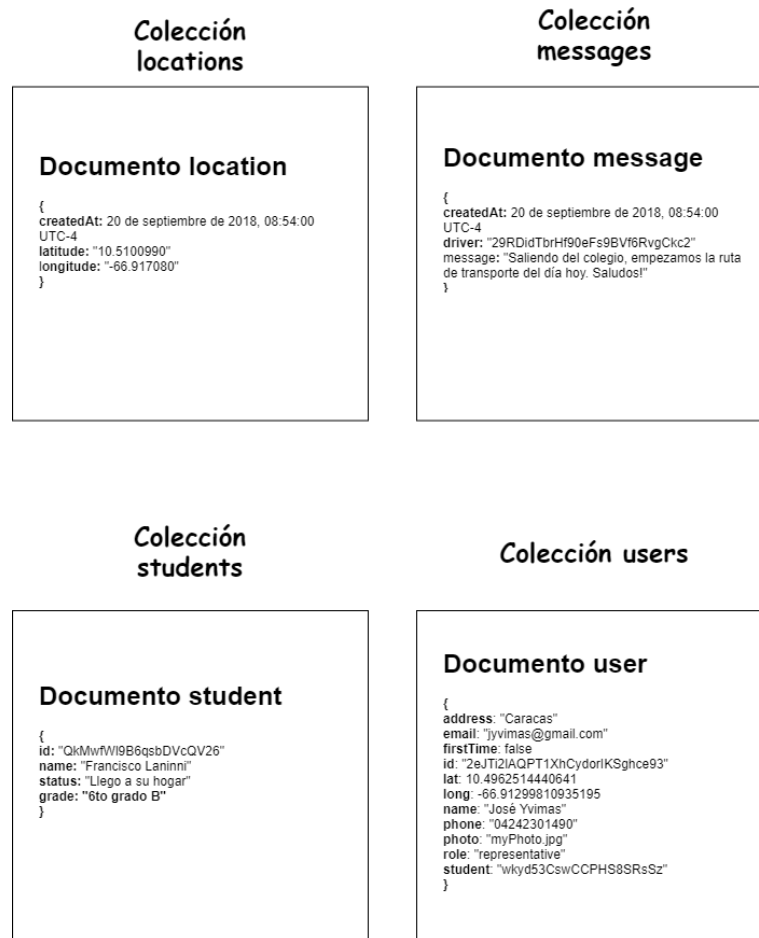 Colección
locations
Documento location
{
createdAt: 20 de septiembre de 2018, 08:54:00
UTC-4
latitude: "10.5100990"
longitude: "-66.917080"
}
Colección
messages
Documento message
{
createdAt: 20 de septiembre de 2018, 08:54:00
UTC-4
driver: "29RDidTbrHf90eFs9BVf6RvgCkc2"
message: "Saliendo del colegio, empezamos la ruta
de transporte del día hoy. Saludos!"
}
Colección
students
Documento student
{
id: "QkMwfWl9B6qsbDVcQV26"
name: "Francisco Laninni"
status: "Llego a su hogar"
grade: "6to grado B"
}
Colección users
Documento user
{
address: "Caracas"
email: "jyvimas@gmail.com"
firstTime: false
id: "2eJTi2lAQPT1XhCydorlKSghce93"
lat: 10.4962514440641
long: -66.91299810935195
name: "José Yvimas"
phone: "04242301490"
photo: "myPhoto.jpg"
role: "representative"
student: "wkyd53CswCCPHS8SRsSz"
}